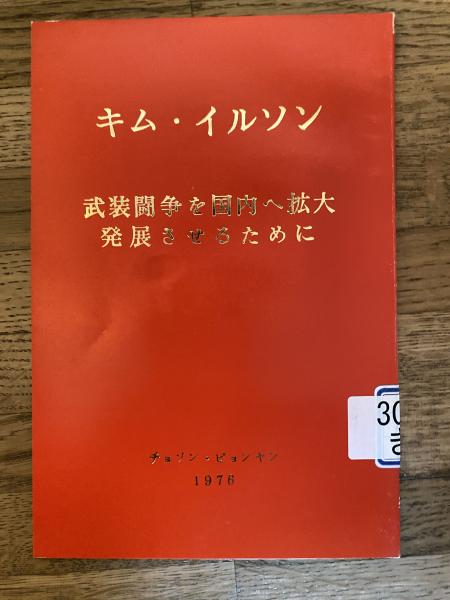 キム・イルソン
武装闘争を国内へ拡大
発展させるために
30
き
チョソン・ピョンヤン
1976